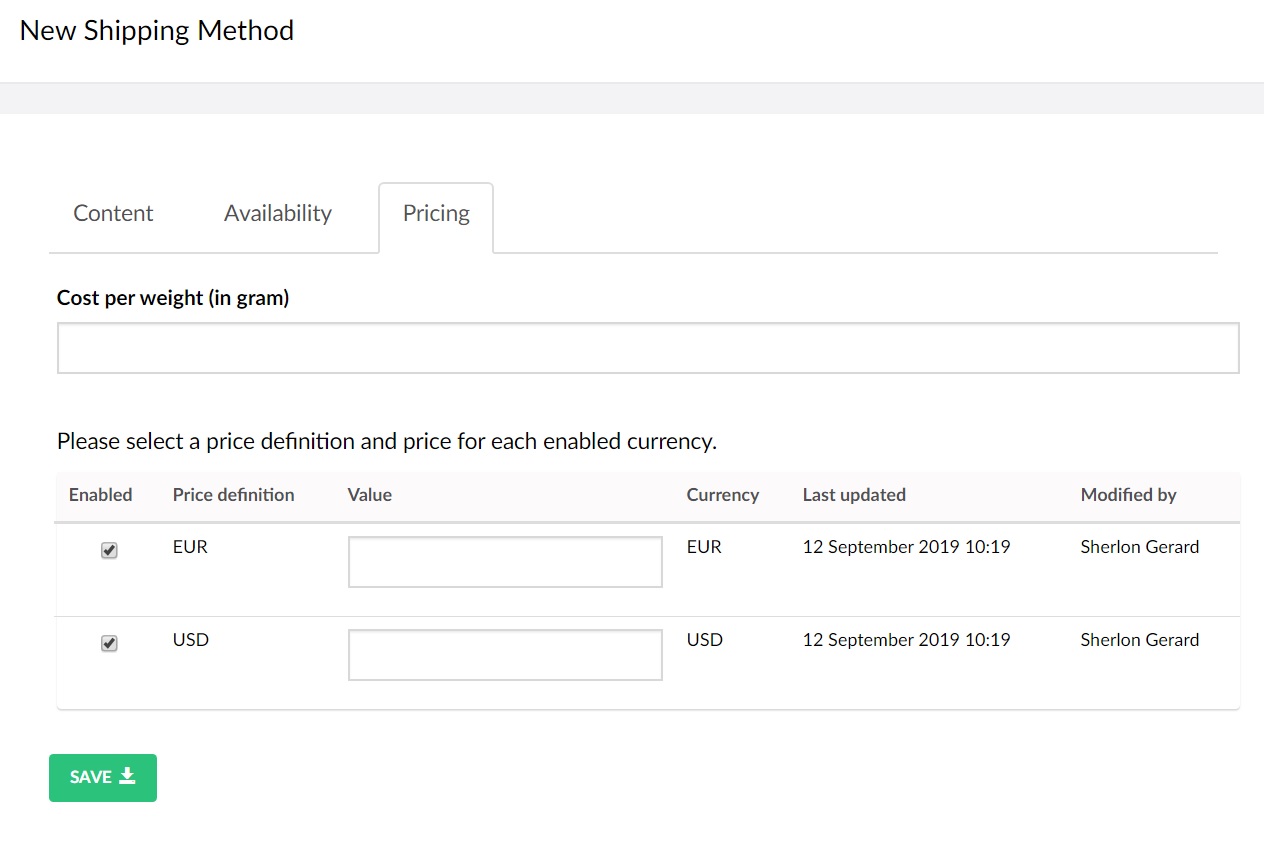 New Shipping Method
Content Availability Pricing
Cost per weight (in gram)
Please select a price definition and price for each enabled currency.
Enabled Price definition Value Currency Last updated Modified by
EUR EUR 12 September 2019 10:19 Sherlon Gerard
USD USD 12 September 2019 10:19 Sherlon Gerard
SAVE